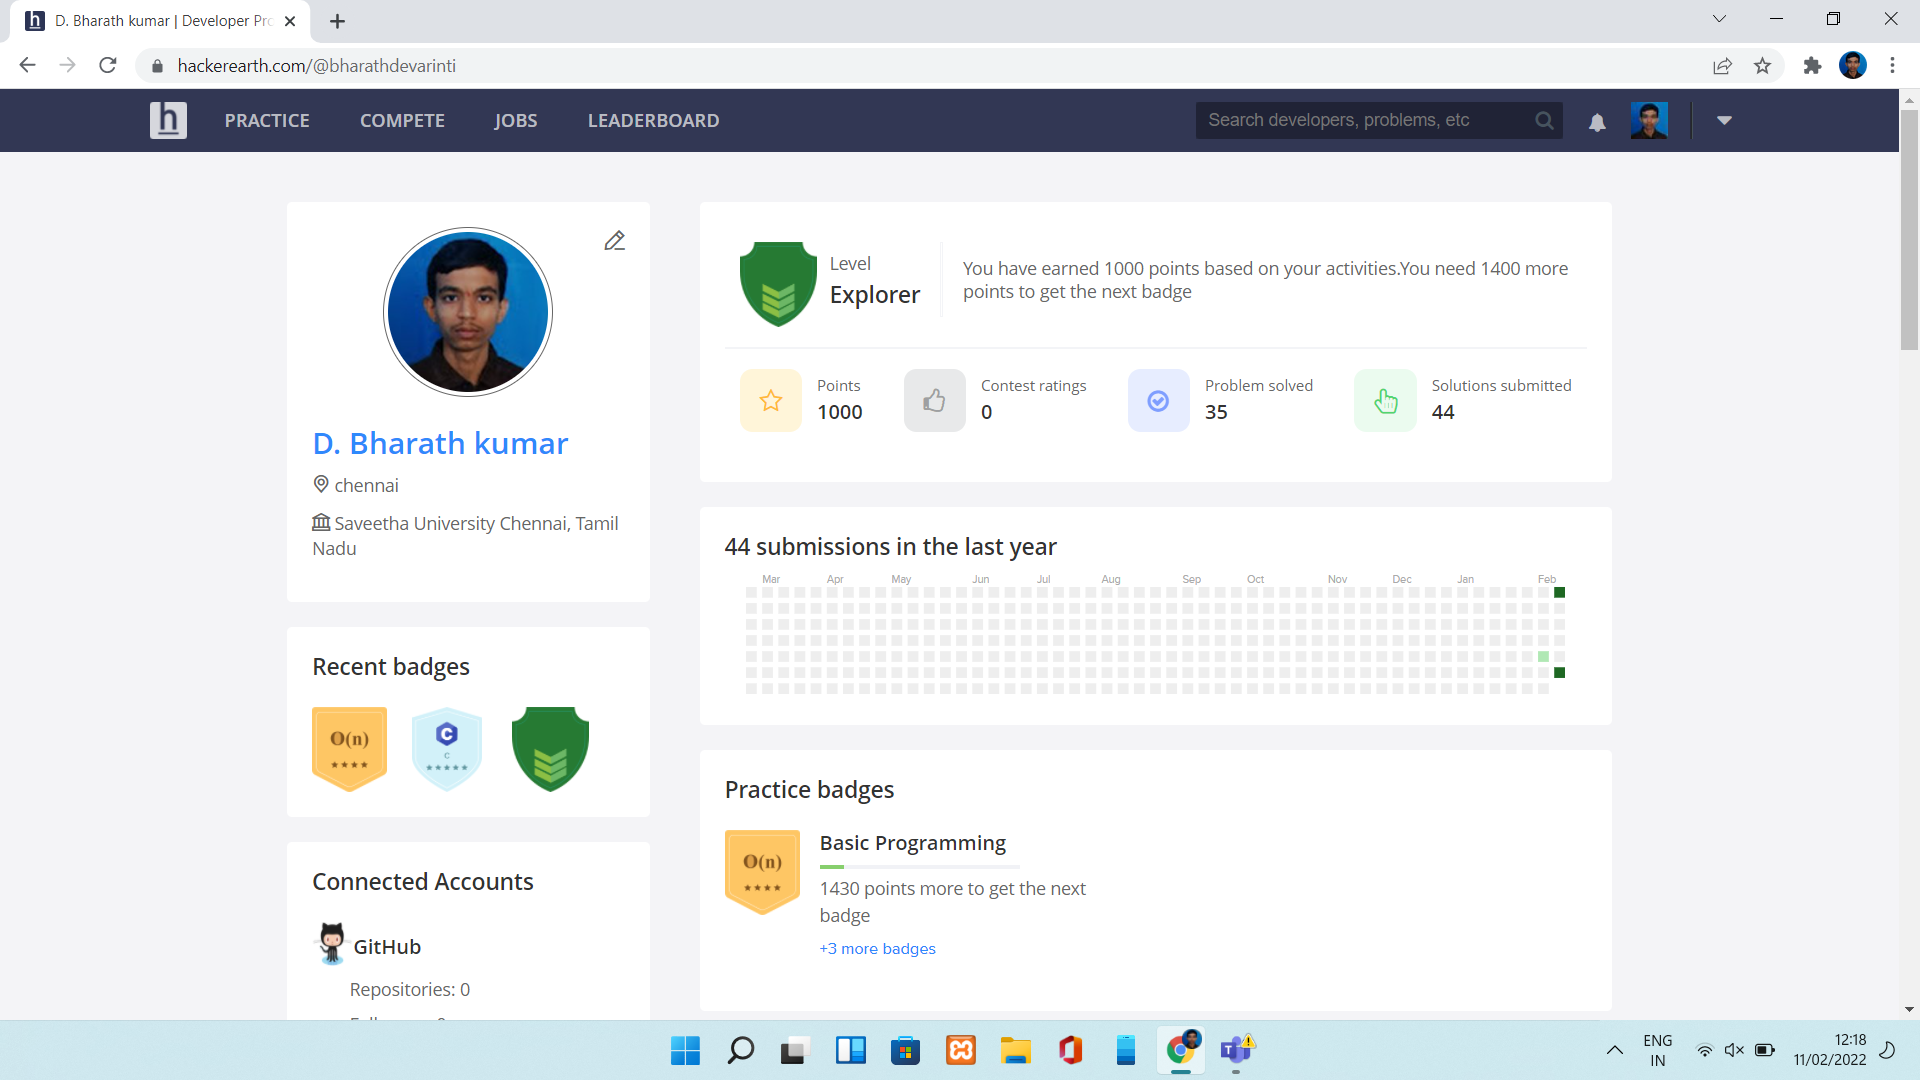 D. Bharath kumar | Developer Pro
hackerearth.com/@bharathdevarinti
h
PRACTICE
COMPETE
JOBS
LEADERBOARD
Search developers, problems, etc
D. Bharath kumar
chennai
Saveetha University Chennai, Tamil
Nadu
Recent badges
O(n)
C
C
Connected Accounts
GitHub
Repositories: 0
Level
Explorer
You have earned 1000 points based on your activities.You need 1400 more
points to get the next badge
Points
1000
Contest ratings
0
Problem solved
35
Solutions submitted
44
44 submissions in the last year
Mar Apr May Jun Jul Aug Sep Oct Nov Dec Jan Feb
Practice badges
O(n)
Basic Programming
1430 points more to get the next
badge
+3 more badges
ENG
IN
12:18
11/02/2022